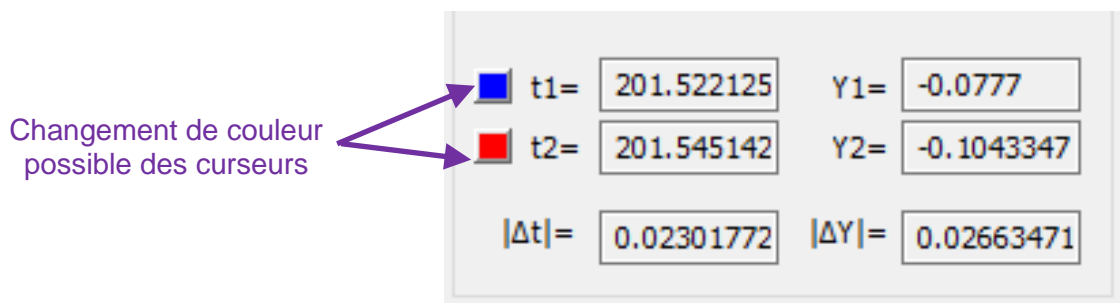 Changement de couleur
possible des curseurs
t1= 201.522125 Y1= -0.0777
t2= 201.545142 Y2= -0.1043347
|Δt|= 0.02301772 |ΔY|= 0.02663471